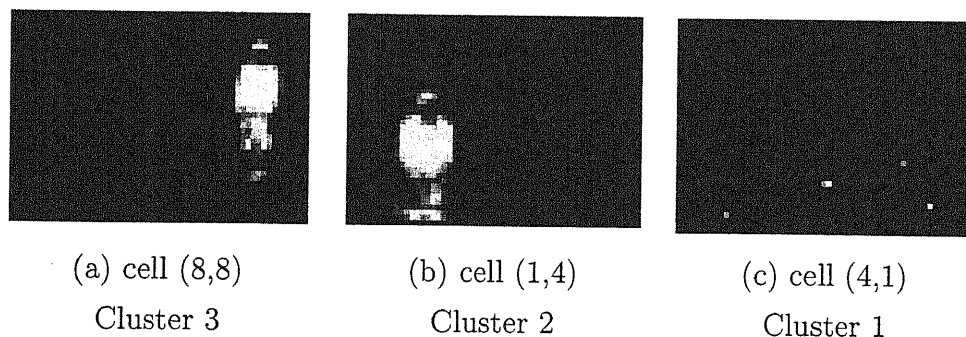 (a) cell (8,8)
Cluster 3
(b) cell (1,4)
Cluster 2
(c) cell (4,1)
Cluster 1